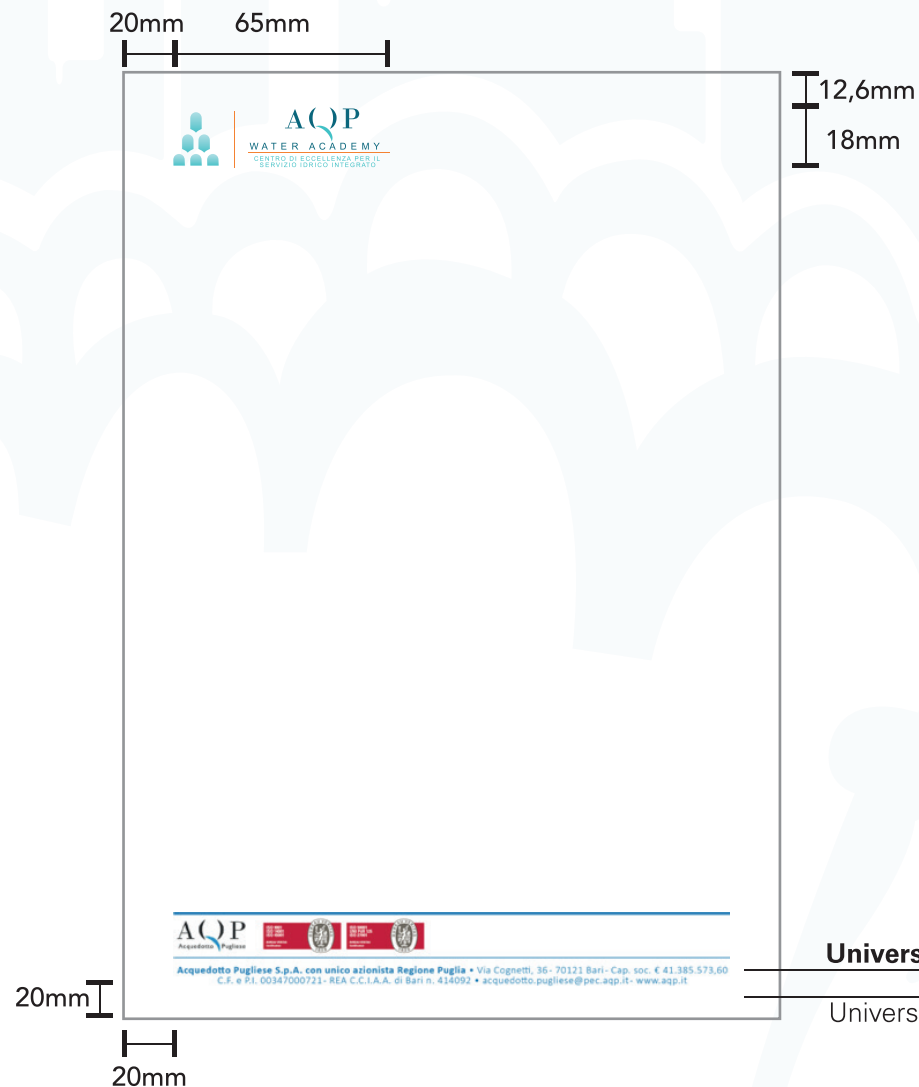 20mm 65mm
12,6mm
18mm
AQP
WATER ACADEMY
CENTRO DI ECCELLENZA PER IL
SERVIZIO IDRICO INTEGRATO
AQP
Acquedotto Pugliese
Acquedotto Pugliese S.p.A. con unico azionista Regione Puglia • Via Cognetti, 36- 70121 Bari- Cap. soc. € 41.385.573,60
C.F. e P.I. 00347000721- REA C.C.I.A.A. di Bari n. 414092 • acquedotto.pugliese@pec.aqp.it- www.aqp.it
Univers
Univers
20mm
20mm